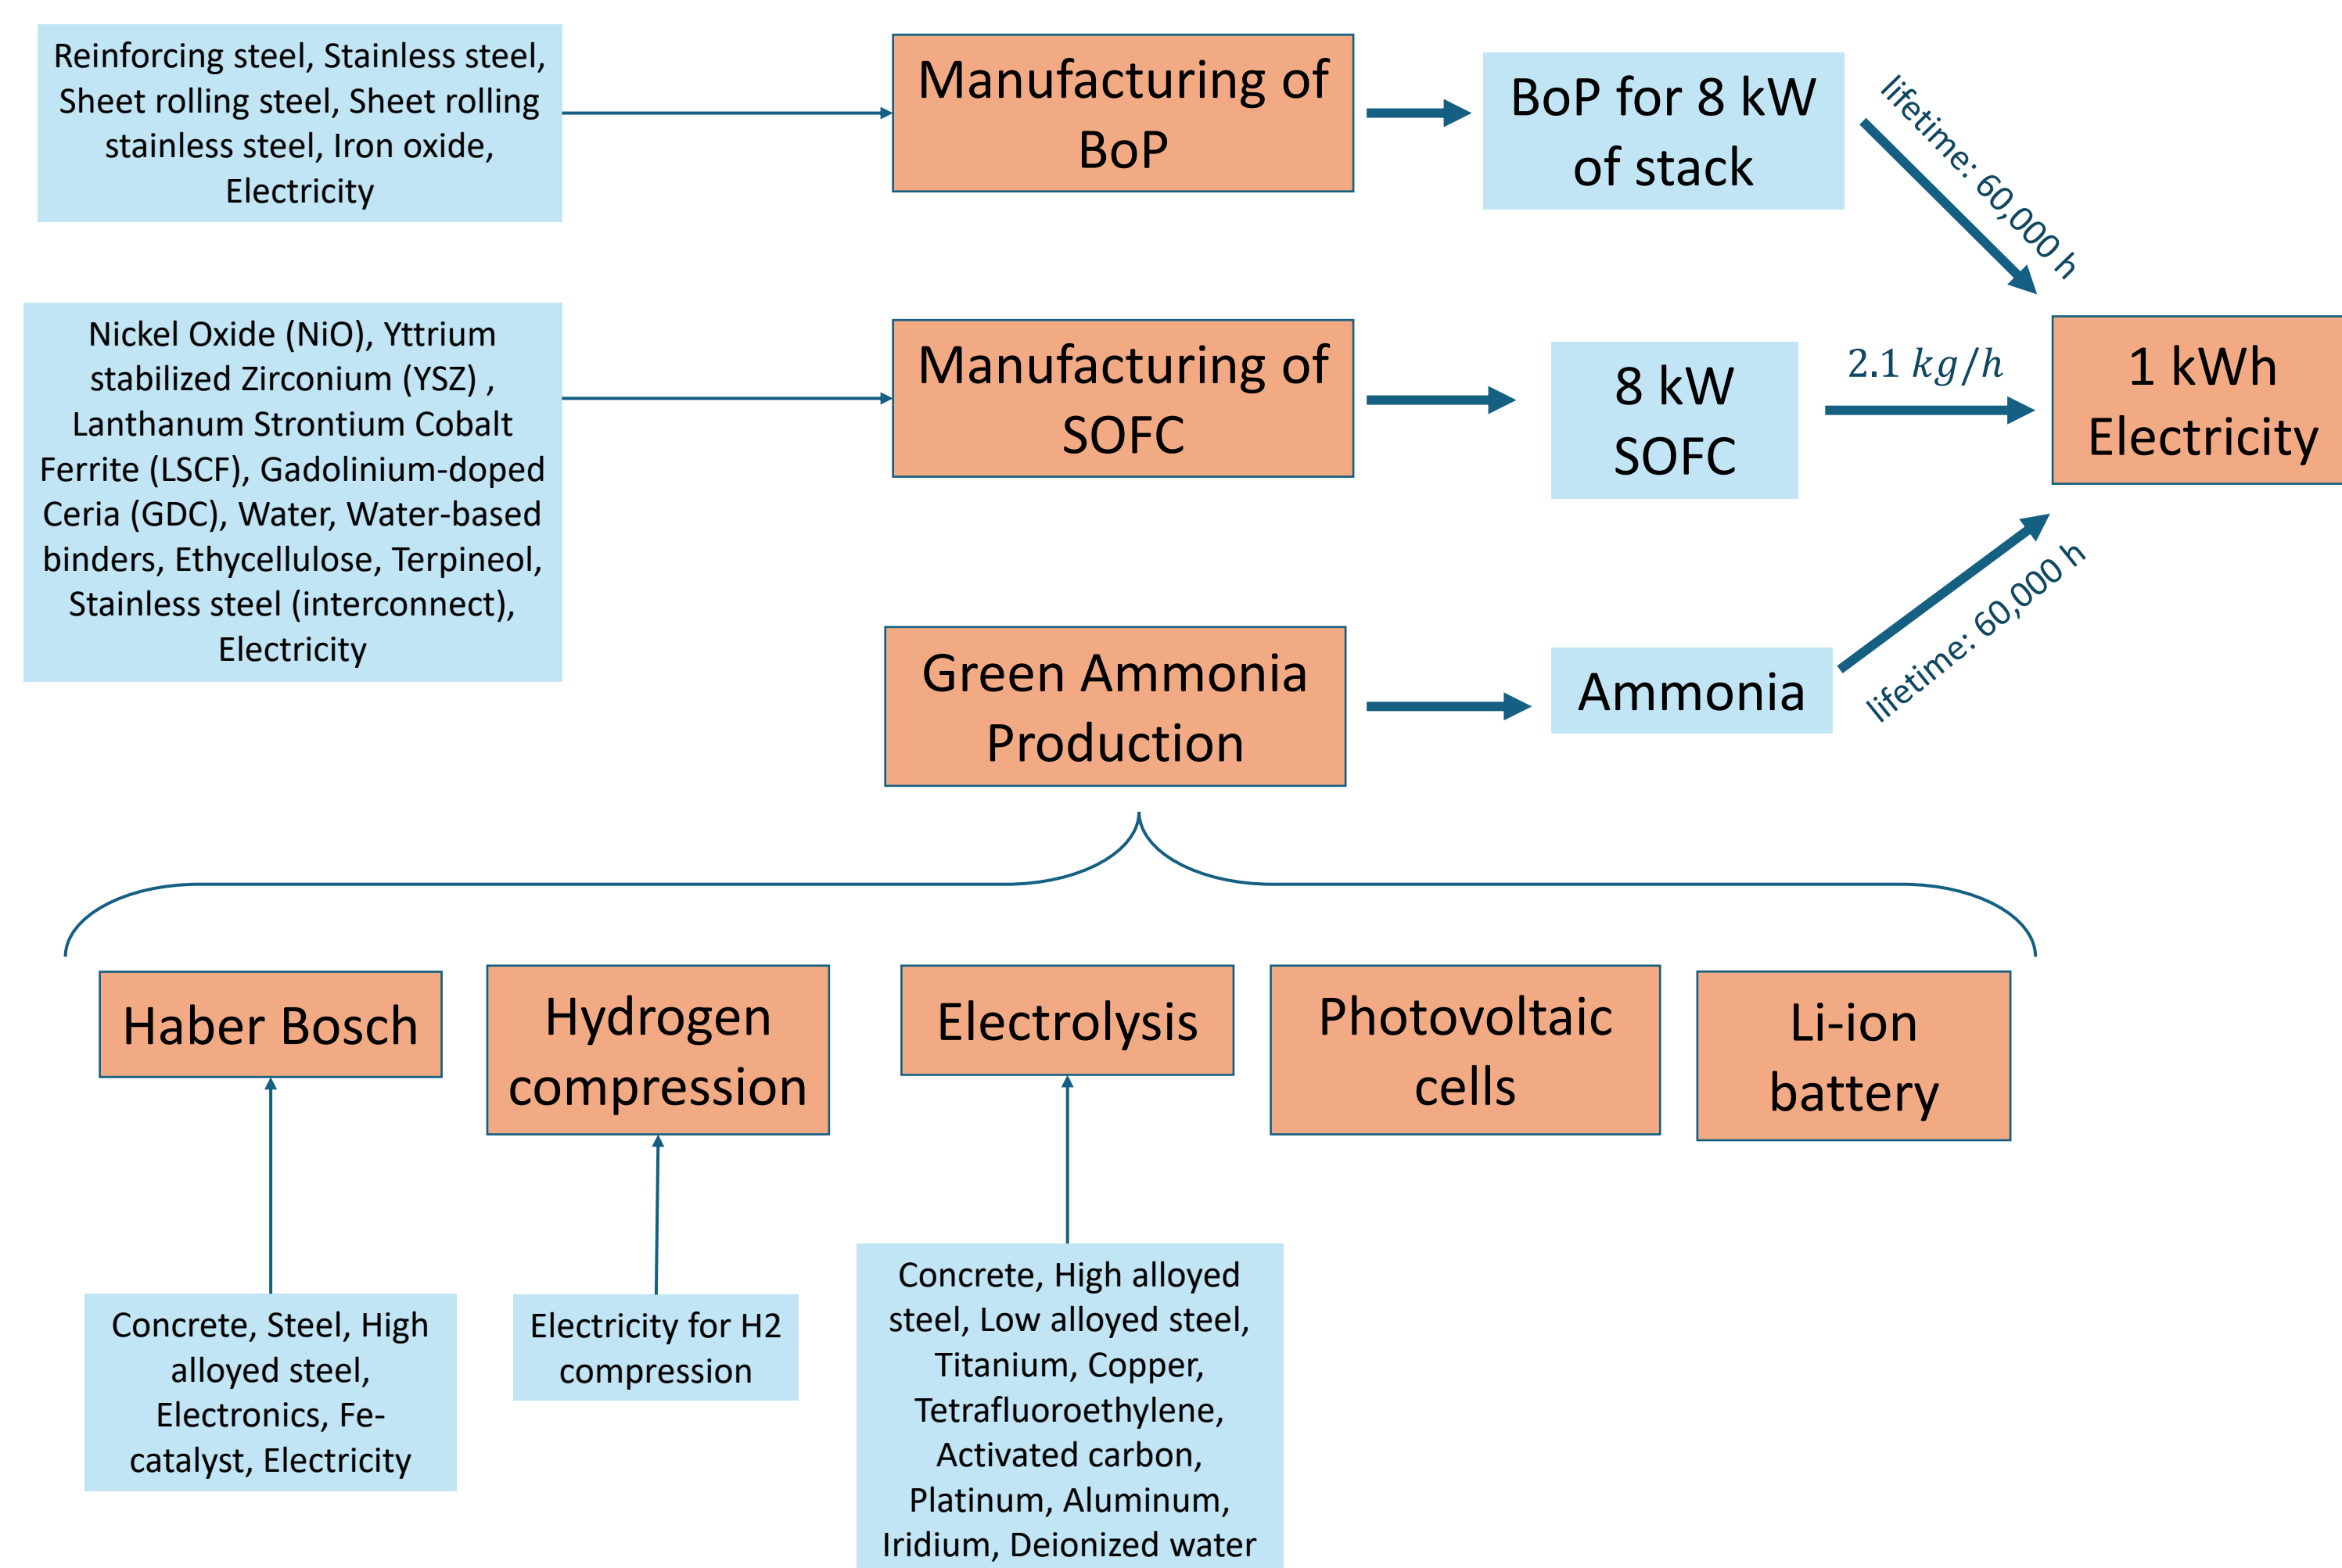 Reinforcing steel, Stainless steel,
Sheet rolling steel, Sheet rolling
stainless steel, Iron oxide,
Electricity
Manufacturing of
BoP
BoP for 8 kW
of stack
lifetime: 60,000 h
Nickel Oxide (NiO), Yttrium
stabilized Zirconium (YSZ) ,
Lanthanum Strontium Cobalt
Ferrite (LSCF), Gadolinium-doped
Ceria (GDC), Water, Water-based
binders, Ethycellulose, Terpineol,
Stainless steel (interconnect),
Electricity
Manufacturing of
SOFC
8 kW
SOFC
2.1 kg/h
1 kWh
Electricity
Green Ammonia
Production
Ammonia
lifetime: 60,000 h
Haber Bosch
Hydrogen
compression
Electrolysis
Photovoltaic
cells
Li-ion
battery
Concrete, Steel, High
alloyed steel,
Electronics, Fe-
catalyst, Electricity
Electricity for H2
compression
Concrete, High alloyed
steel, Low alloyed steel,
Titanium, Copper,
Tetrafluoroethylene,
Activated carbon,
Platinum, Aluminum,
Iridium, Deionized water